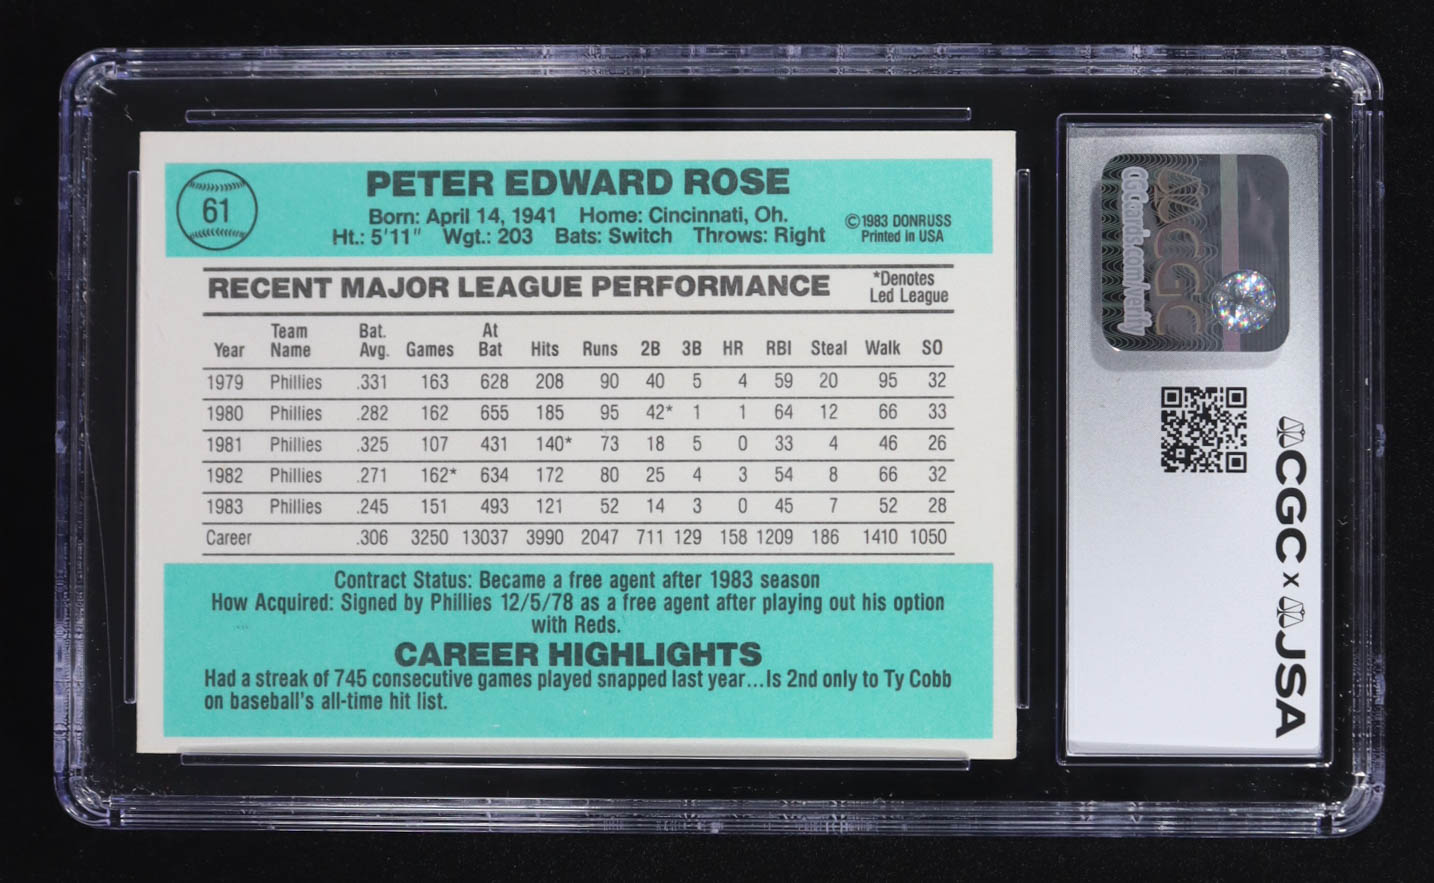 61
PETER EDWARD ROSE
Born: April 14, 1941 Home: Cincinnati, Oh.
Ht.: 5'11" Wgt.: 203 Bats: Switch Throws: Right
©1983 DONRUSS
Printed in USA
RECENT MAJOR LEAGUE PERFORMANCE
*Denotes
Led League
Year Team Name Bat. Avg. Games At Bat Hits Runs 2B 3B HR RBI Steal Walk SO
1979 Phillies .331 163 628 208 90 40 5 4 59 20 95 32
1980 Phillies .282 162 655 185 95 42* 1 1 64 12 66 33
1981 Phillies .325 107 431 140* 73 18 5 0 33 4 46 26
1982 Phillies .271 162* 634 172 80 25 4 3 54 8 66 32
1983 Phillies .245 151 493 121 52 14 3 0 45 7 52 28
Career .306 3250 13037 3990 2047 711 129 158 1209 186 1410 1050
Contract Status: Became a free agent after 1983 season
How Acquired: Signed by Phillies 12/5/78 as a free agent after playing out his option
with Reds.
CAREER HIGHLIGHTS
Had a streak of 745 consecutive games played snapped last year...Is 2nd only to Ty Cobb
on baseball's all-time hit list.
CGC
CGCcards.com/verify
CGC x JSA